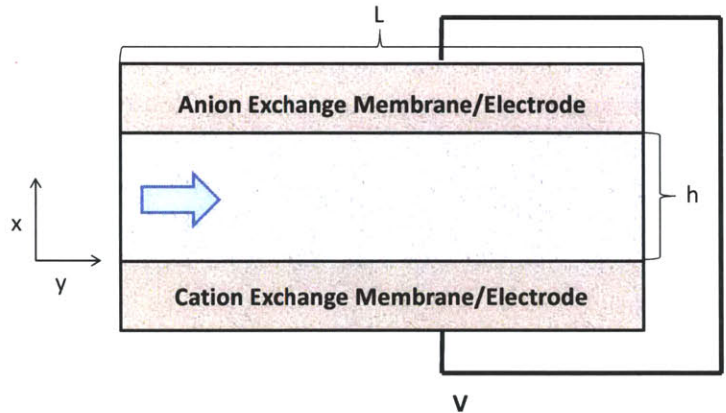 L
Anion Exchange Membrane/Electrode
h
x
y
Cation Exchange Membrane/Electrode
V